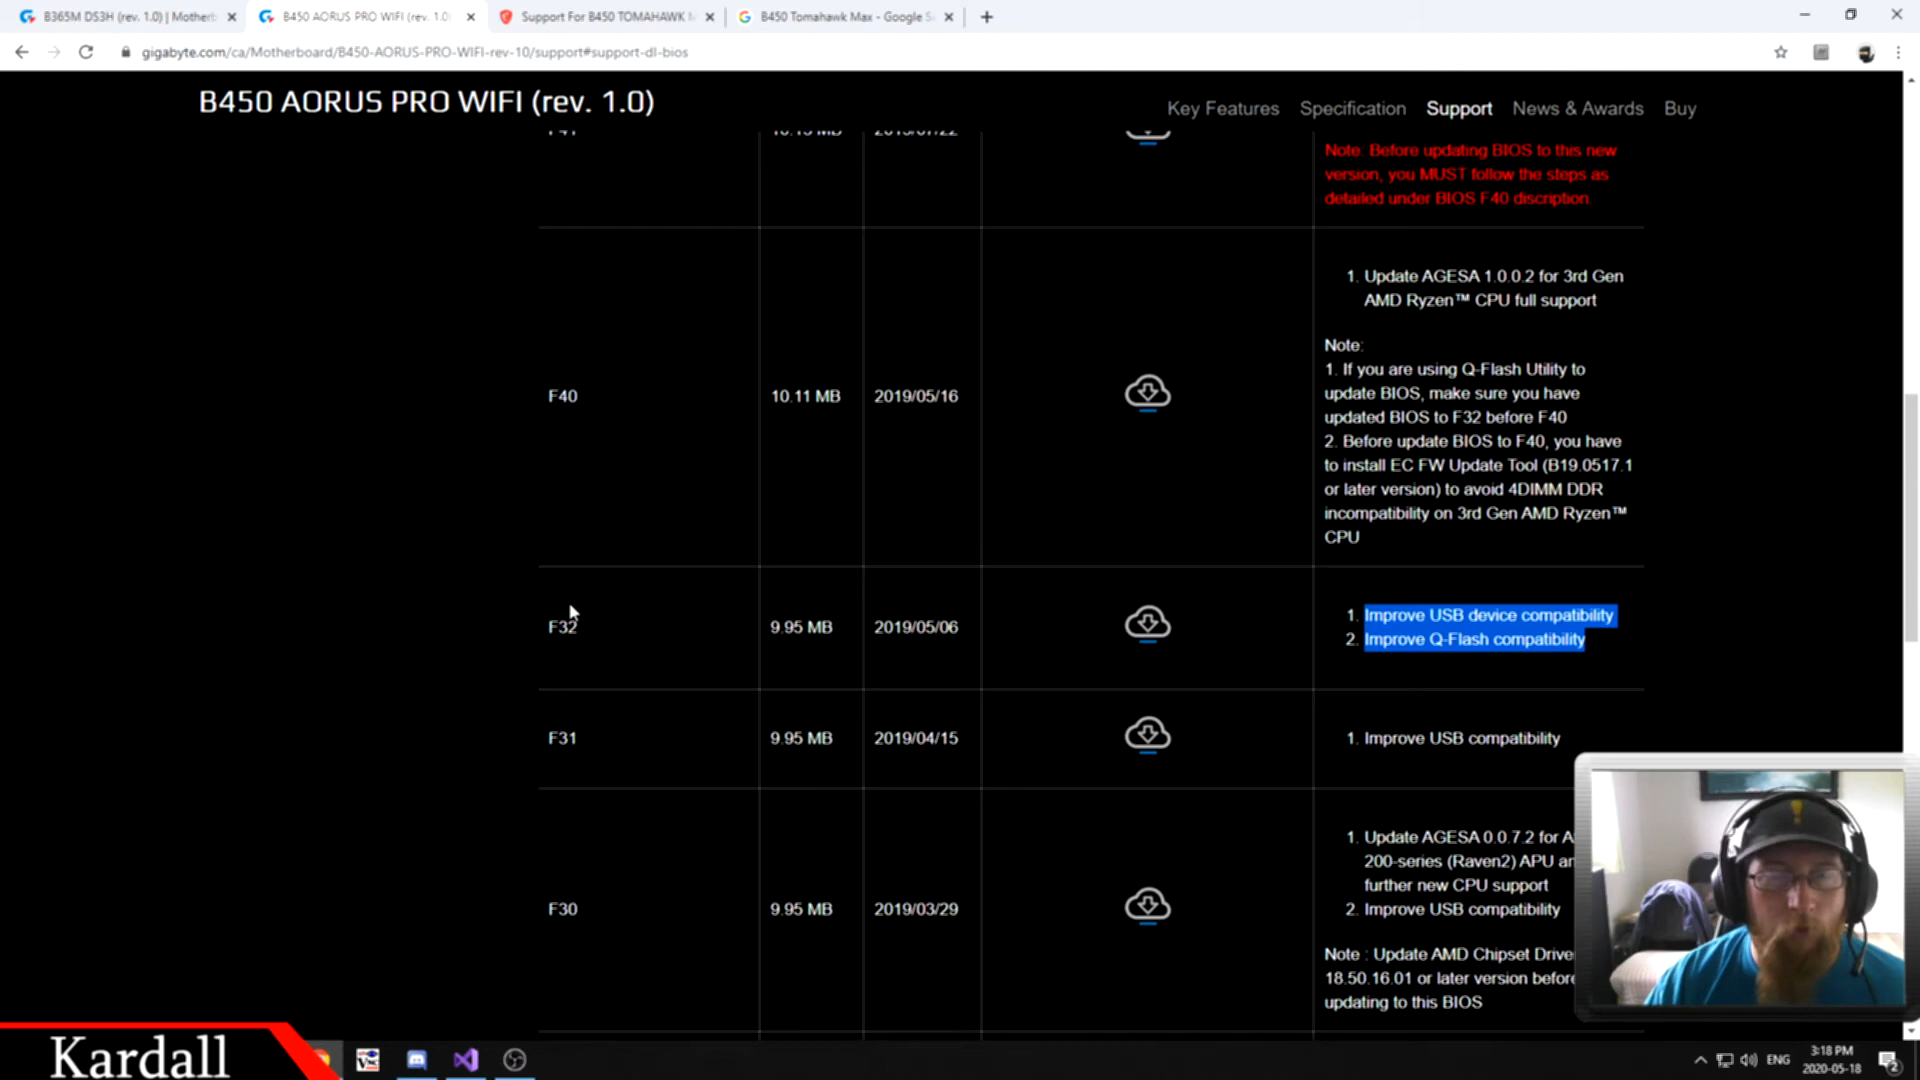 B365M DS3H (rev. 1.0) | Motherb
B450 AORUS PRO WIFI (rev. 1.0)
Support For B450 TOMAHAWK
B450 Tomahawk Max - Google S
gigabyte.com/ca/Motherboard/B450-AORUS-PRO-WIFI-rev-10/support#support-dl-bios
B450 AORUS PRO WIFI (rev. 1.0)
Key Features
Specification
Support
News & Awards
Buy
Note: Before updating BIOS to this new
version, you MUST follow the steps as
detailed under BIOS F40 discription
F40
10.11 MB
2019/05/16
1. Update AGESA 1.0.0.2 for 3rd Gen
AMD Ryzen™ CPU full support
Note:
1. If you are using Q-Flash Utility to
update BIOS, make sure you have
updated BIOS to F32 before F40
2. Before update BIOS to F40, you have
to install EC FW Update Tool (B19.0517.1
or later version) to avoid 4DIMM DDR
incompatibility on 3rd Gen AMD Ryzen™
CPU
F32
9.95 MB
2019/05/06
1. Improve USB device compatibility
2. Improve Q-Flash compatibility
F31
9.95 MB
2019/04/15
1. Improve USB compatibility
F30
9.95 MB
2019/03/29
1. Update AGESA 0.0.7.2 for A
200-series (Raven2) APU an
further new CPU support
2. Improve USB compatibility
Note : Update AMD Chipset Drive
18.50.16.01 or later version before
updating to this BIOS
Kardall
ENG
3:18 PM
2020-05-18
2